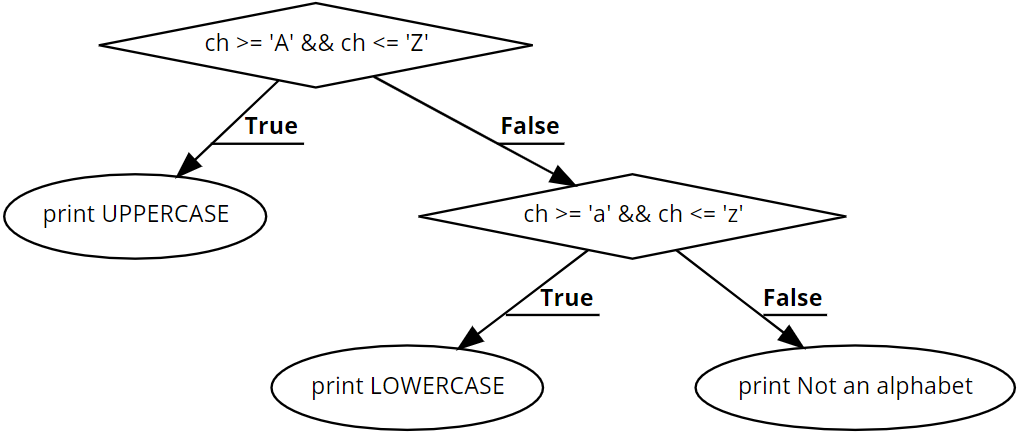 ch >= 'A' && ch <= 'Z'
True
False
print UPPERCASE
ch >= 'a' && ch <= 'z'
True
False
print LOWERCASE
print Not an alphabet